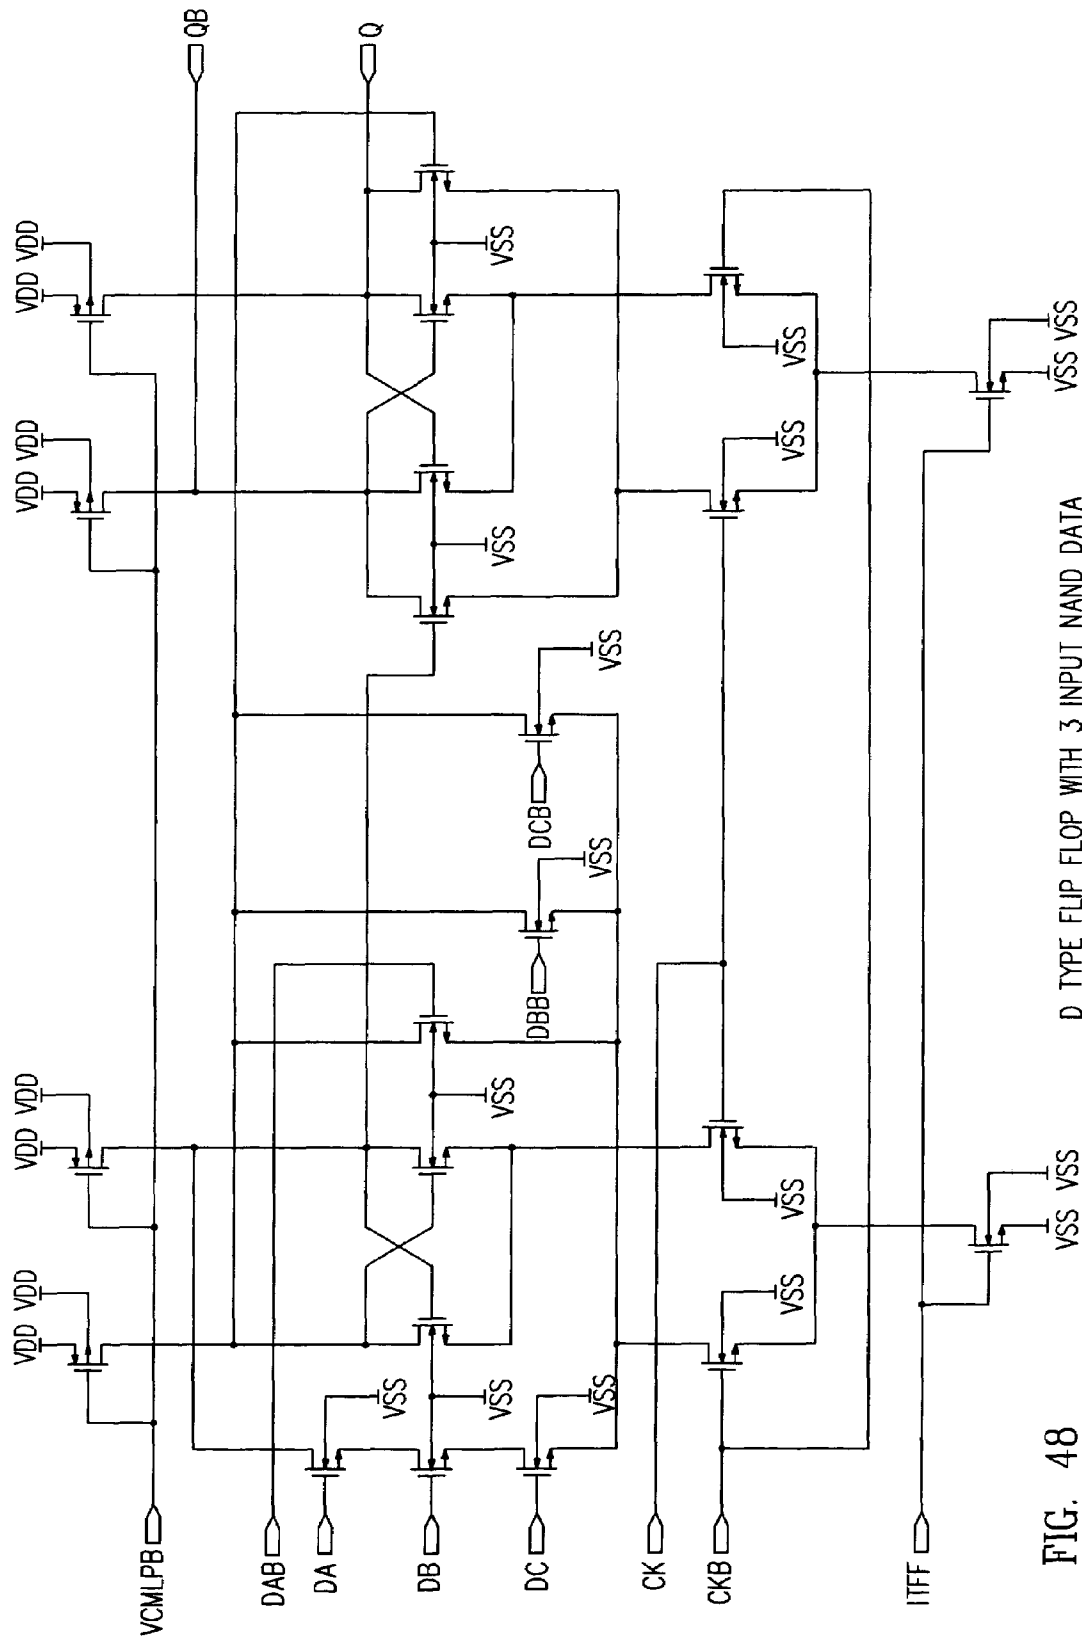 VDD VDD
VDD VDD
VDD VDD
VDD VDD
VCMLPB
QB
DAB
DA
Q
VSS
DB
VSS
VSS
VSS
VSS
DC
DBB
DCB
VSS
VSS
VSS
CK
CKB
VSS
VSS
VSS
VSS
ITFF
VSS VSS
VSS VSS
FIG. 48
D TYPE FLIP FLOP WITH 3 INPUT NAND DATA